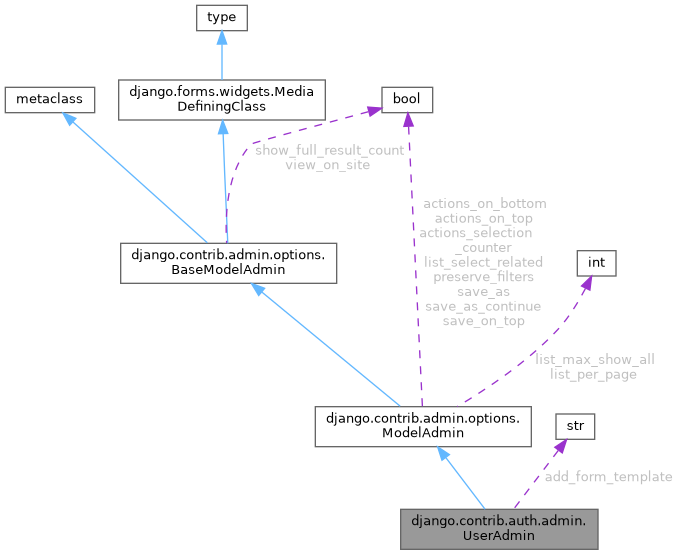 type
django.forms.widgets.Media
DefiningClass
metaclass
bool
show_full_result_count
view_on_site
actions_on_bottom
actions_on_top
actions_selection
_counter
list_select_related
preserve_filters
save_as
save_as_continue
save_on_top
django.contrib.admin.options.
BaseModelAdmin
int
list_max_show_all
list_per_page
django.contrib.admin.options.
ModelAdmin
str
add_form_template
django.contrib.auth.admin.
UserAdmin